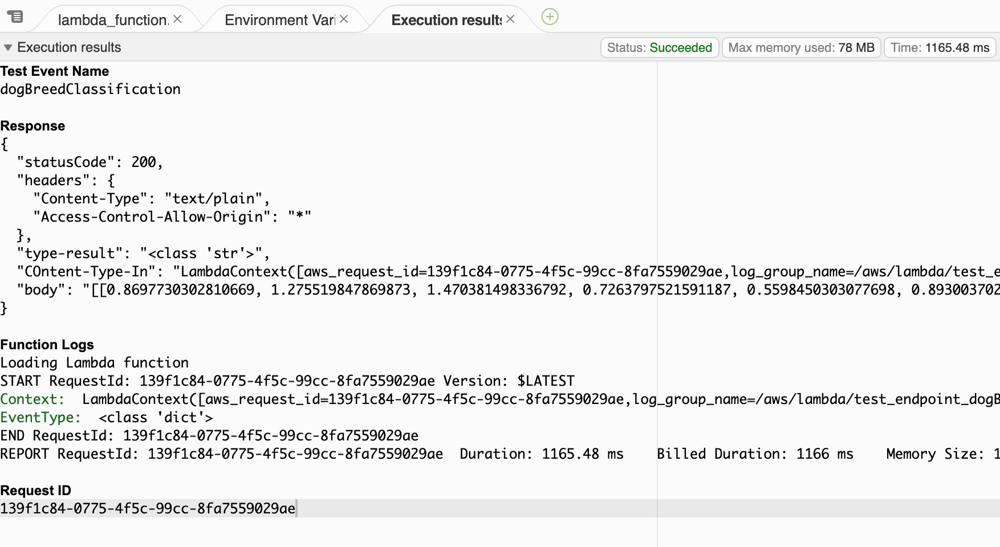 lambda_function.
Environment Vari
Execution results
Execution results
Status: Succeeded
Max memory used: 78 MB
Time: 1165.48 ms
Test Event Name
dogBreedClassification
Response
{
"statusCode": 200,
"headers": {
"Content-Type": "text/plain",
"Access-Control-Allow-Origin": "*"
},
"type-result": "<class 'str'>",
"COntent-Type-In": "LambdaContext([aws_request_id=139f1c84-0775-4f5c-99cc-8fa7559029ae,log_group_name=/aws/lambda/test_e
"body": "[[0.8697730302810669, 1.275519847869873, 1.470381498336792, 0.7263797521591187, 0.5598450303077698, 0.893003702
}
Function Logs
Loading Lambda function
START RequestId: 139f1c84-0775-4f5c-99cc-8fa7559029ae Version: $LATEST
Context:  LambdaContext([aws_request_id=139f1c84-0775-4f5c-99cc-8fa7559029ae,log_group_name=/aws/lambda/test_endpoint_dogB
EventType:  <class 'dict'>
END RequestId: 139f1c84-0775-4f5c-99cc-8fa7559029ae
REPORT RequestId: 139f1c84-0775-4f5c-99cc-8fa7559029ae  Duration: 1165.48 ms    Billed Duration: 1166 ms    Memory Size: 1
Request ID
139f1c84-0775-4f5c-99cc-8fa7559029ae